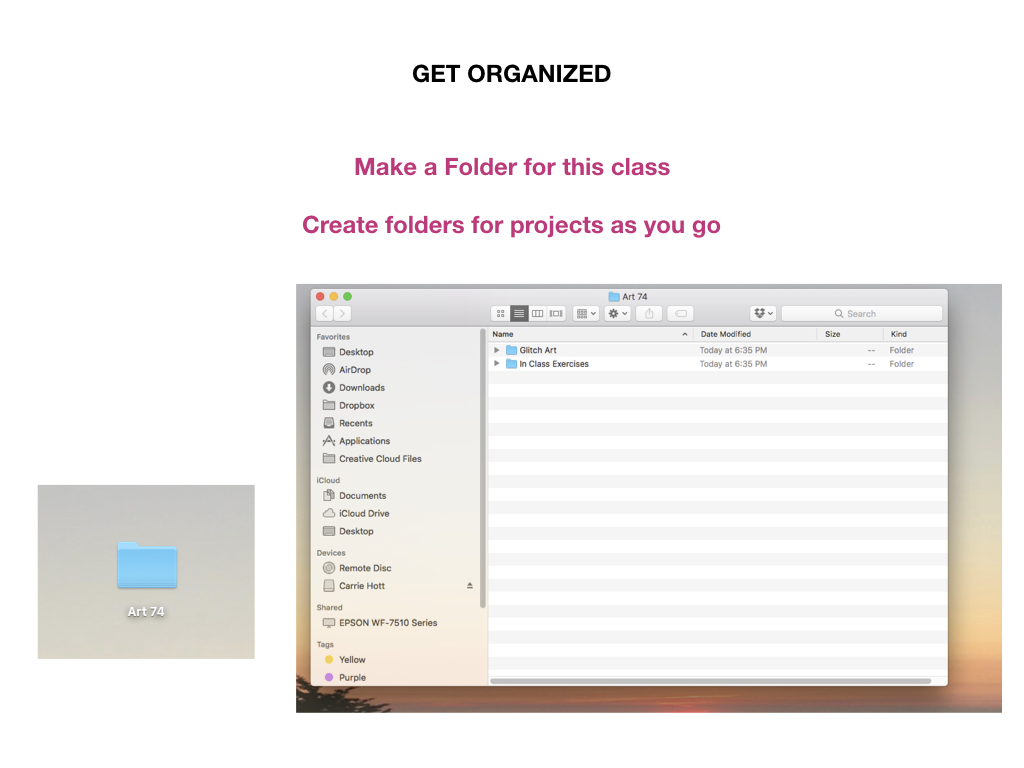 GET ORGANIZED
Make a Folder for this class
Create folders for projects as you go
Art 74
Search
Favorites
Desktop
AirDrop
Downloads
Dropbox
Recents
Applications
Creative Cloud Files
iCloud
Documents
iCloud Drive
Desktop
Devices
Remote Disc
Carrie Hott
Shared
EPSON WF-7510 Series
Tags
Yellow
Purple
Name Date Modified Size Kind
Glitch Art Today at 6:35 PM -- Folder
In Class Exercises Today at 6:35 PM -- Folder
Art 74